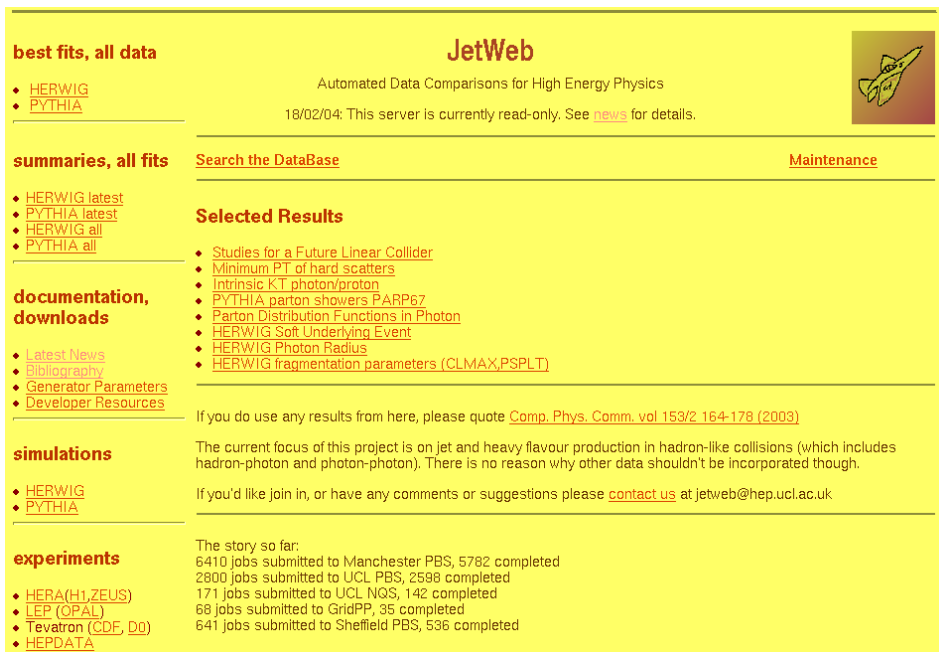 best fits, all data
HERWIG
PYTHIA
summaries, all fits
HERWIG latest
PYTHIA latest
HERWIG all
PYTHIA all
documentation,
downloads
Latest News
Bibliography
Generator Parameters
Developer Resources
simulations
HERWIG
PYTHIA
experiments
HERA(H1,ZEUS)
LEP (OPAL)
Tevatron (CDF, D0)
HEPDATA
JetWeb
Automated Data Comparisons for High Energy Physics
18/02/04: This server is currently read-only. See news for details.
Search the DataBase Maintenance
Selected Results
Studies for a Future Linear Collider
Minimum PT of hard scatters
Intrinsic KT photon/proton
PYTHIA parton showers PARP67
Parton Distribution Functions in Photon
HERWIG Soft Underlying Event
HERWIG Photon Radius
HERWIG fragmentation parameters (CLMAX,PSPLT)
If you do use any results from here, please quote Comp. Phys. Comm. vol 153/2 164-178 (2003)
The current focus of this project is on jet and heavy flavour production in hadron-like collisions (which includes
hadron-photon and photon-photon). There is no reason why other data shouldn't be incorporated though.
If you'd like join in, or have any comments or suggestions please contact us at jetweb@hep.ucl.ac.uk
The story so far:
6410 jobs submitted to Manchester PBS, 5782 completed
2800 jobs submitted to UCL PBS, 2598 completed
171 jobs submitted to UCL NQS, 142 completed
68 jobs submitted to GridPP, 35 completed
641 jobs submitted to Sheffield PBS, 536 completed